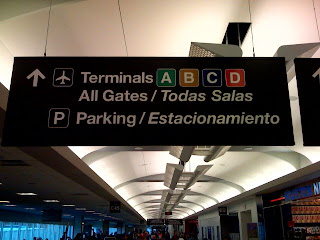 Terminals A B C D
All Gates / Todas Salas
P Parking / Estacionamiento